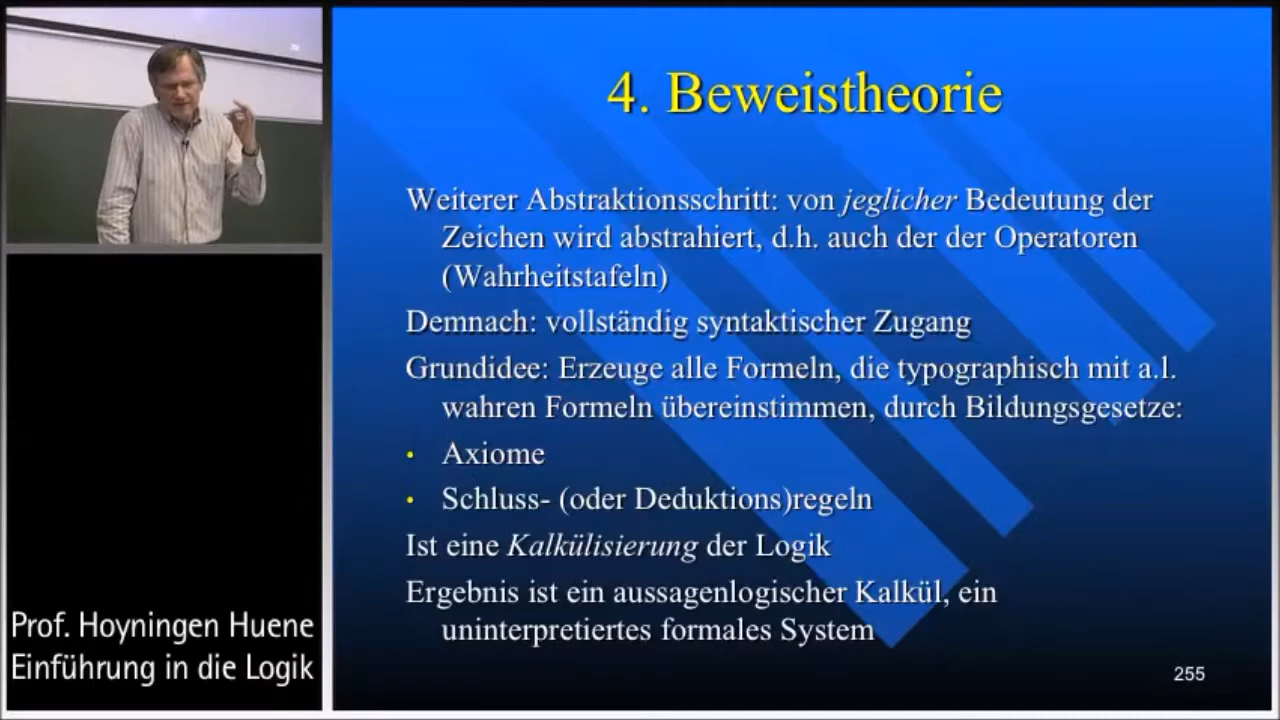 4. Beweistheorie
Weiterer Abstraktionsschritt: von jeglicher Bedeutung der
Zeichen wird abstrahiert, d.h. auch der der Operatoren
(Wahrheitstafeln)
Demnach: vollständig syntaktischer Zugang
Grundidee: Erzeuge alle Formeln, die typographisch mit a.l.
wahren Formeln übereinstimmen, durch Bildungsgesetze:
• Axiome
• Schluss- (oder Deduktions)regeln
Ist eine Kalkülisierung der Logik
Ergebnis ist ein aussagenlogischer Kalkül, ein
uninterpretiertes formales System
255
Prof. Hoyningen Huene
Einführung in die Logik